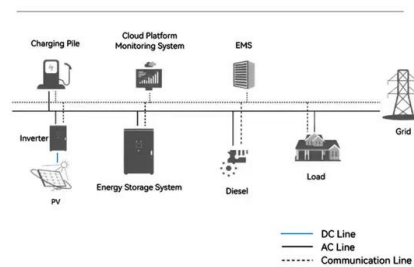 Charging Pile
Cloud Platform
Monitoring System
EMS
Grid
Inverter
PV
Energy Storage System
Diesel
Load
DC Line
AC Line
Communication Line